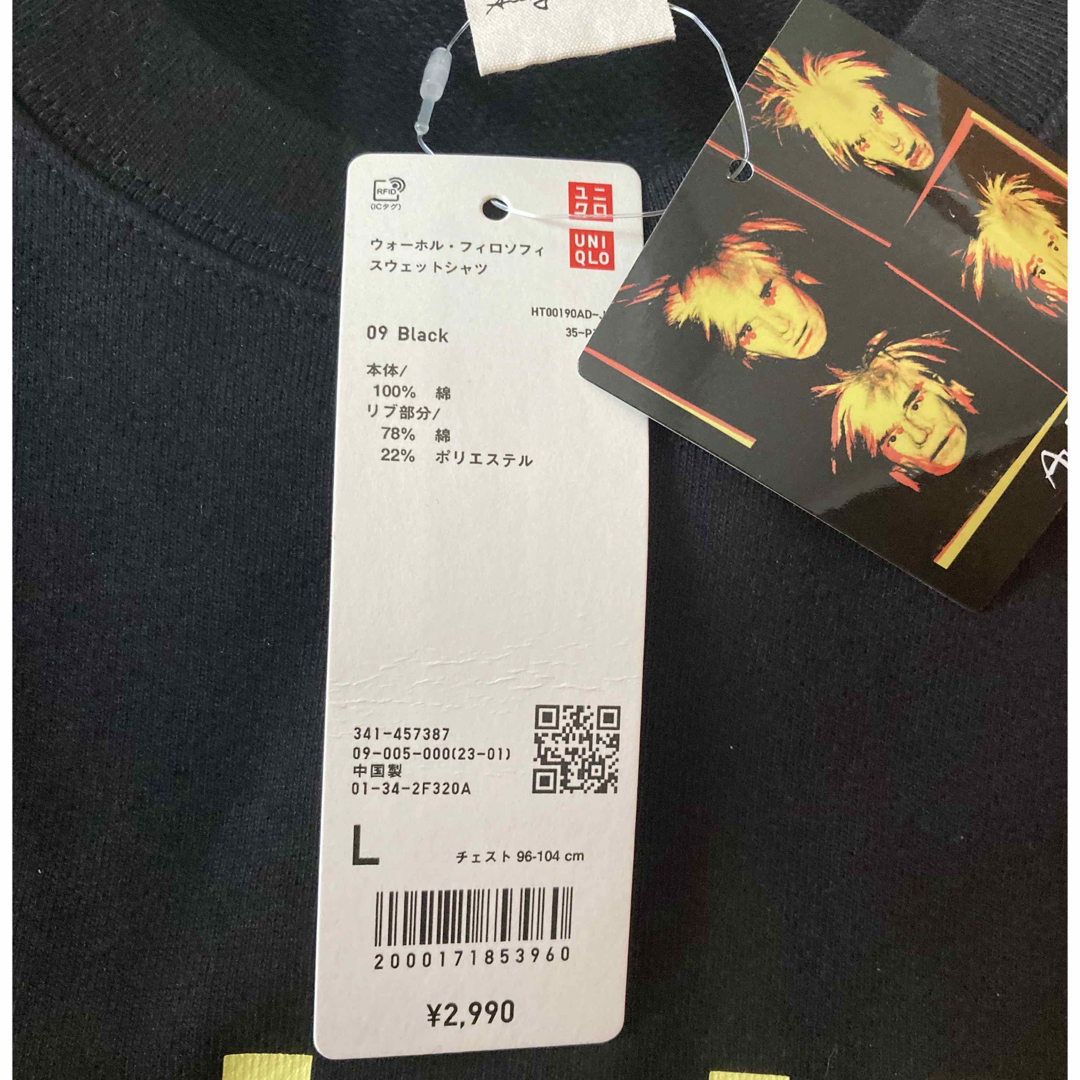 RFID
(ICタグ)
ユニ
クロ
UNI
QLO
ウォーホル・フィロソフィ
スウェットシャツ
HT00190AD-
09 Black
本体/
100% 綿
リブ部分/
78% 綿
22% ポリエステル
341-457387
09-005-000(23-01)
中国製
01-34-2F320A
L
チェスト 96-104 cm
2000171853960
¥2,990